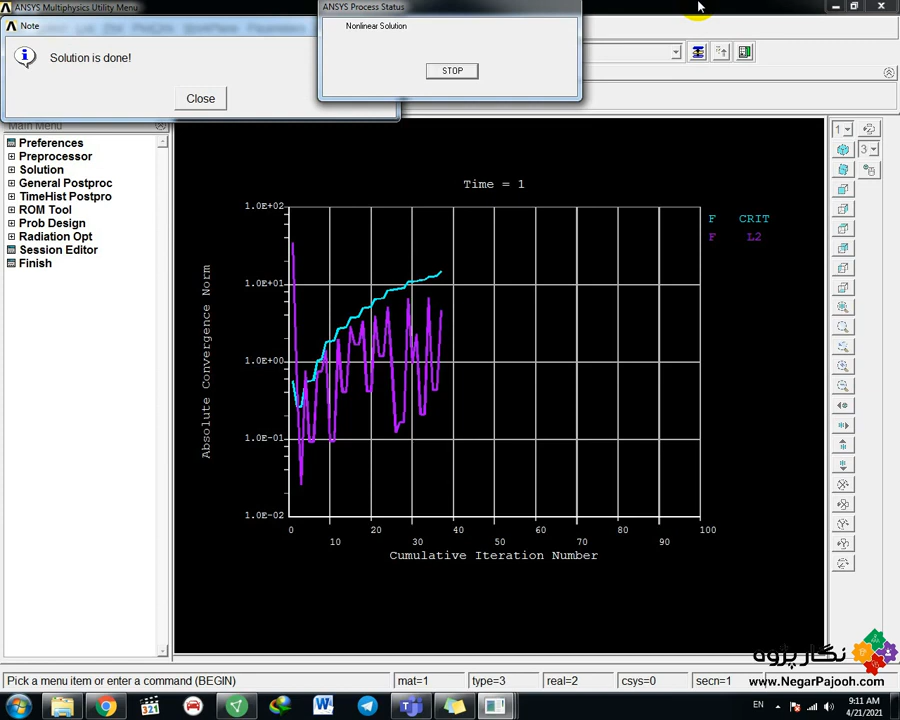 ANSYS Multiphysics Utility Menu
ANSYS Process Status
Note
Nonlinear Solution
Solution is done!
STOP
Close
Main Menu
Preferences
Preprocessor
Solution
General Postproc
TimeHist Postpro
ROM Tool
Prob Design
Radiation Opt
Session Editor
Finish
1
3
Time = 1
F CRIT
F L2
1.0E+02
1.0E+01
1.0E+00
1.0E-01
1.0E-02
Absolute Convergence Norm
0 20 40 60 80 100
10 30 50 70 90
Cumulative Iteration Number
نگار پژوه
www.NegarPajooh.com
Pick a menu item or enter a command (BEGIN)
mat=1
type=3
real=2
csys=0
secn=1
321
EN
9:11 AM
4/21/2021